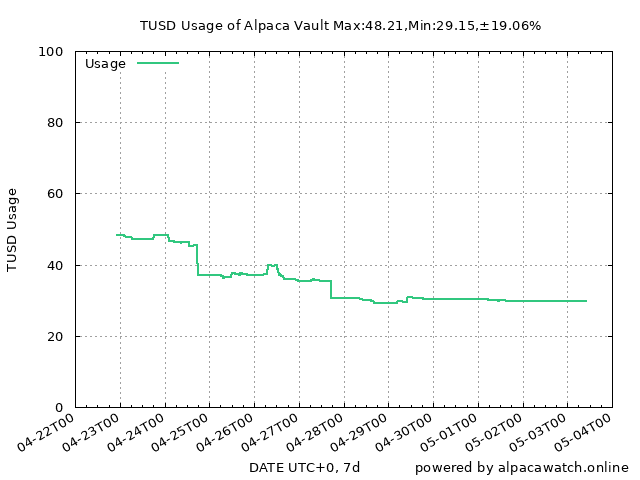 TUSD Usage of Alpaca Vault Max:48.21,Min:29.15,±19.06%
Usage
100
80
60
40
20
0
TUSD Usage
04-22T00
04-23T00
04-24T00
04-25T00
04-26T00
04-27T00
04-28T00
04-29T00
04-30T00
05-01T00
05-02T00
05-03T00
05-04T00
DATE UTC+0, 7d
powered by alpacawatch.online